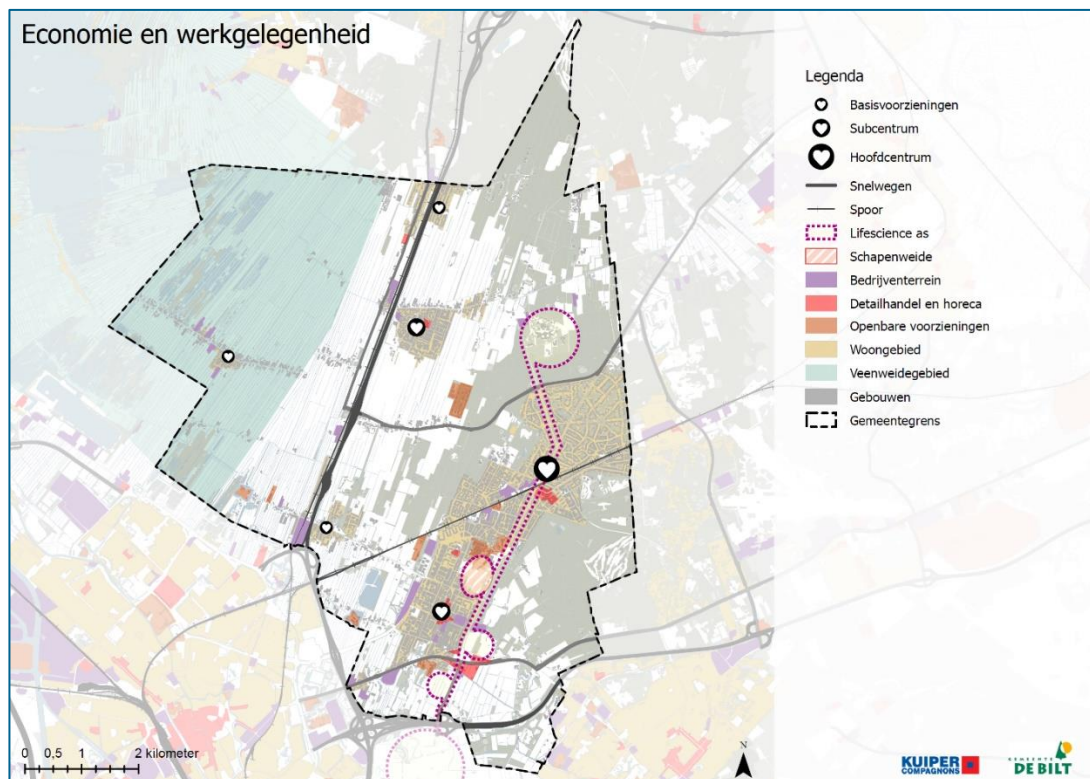 Economie en werkgelegenheid
Legenda
Basisvoorzieningen
Subcentrum
Hoofdcentrum
Snelwegen
Spoor
Lifescience as
Schapenweide
Bedrijventerrein
Detailhandel en horeca
Openbare voorzieningen
Woongebied
Veenweidegebied
Gebouwen
Gemeentegrens
0 0,5 1 2 kilometer
N
KUIPER
COMPAGNONS
GEMEENTE
DE BILT